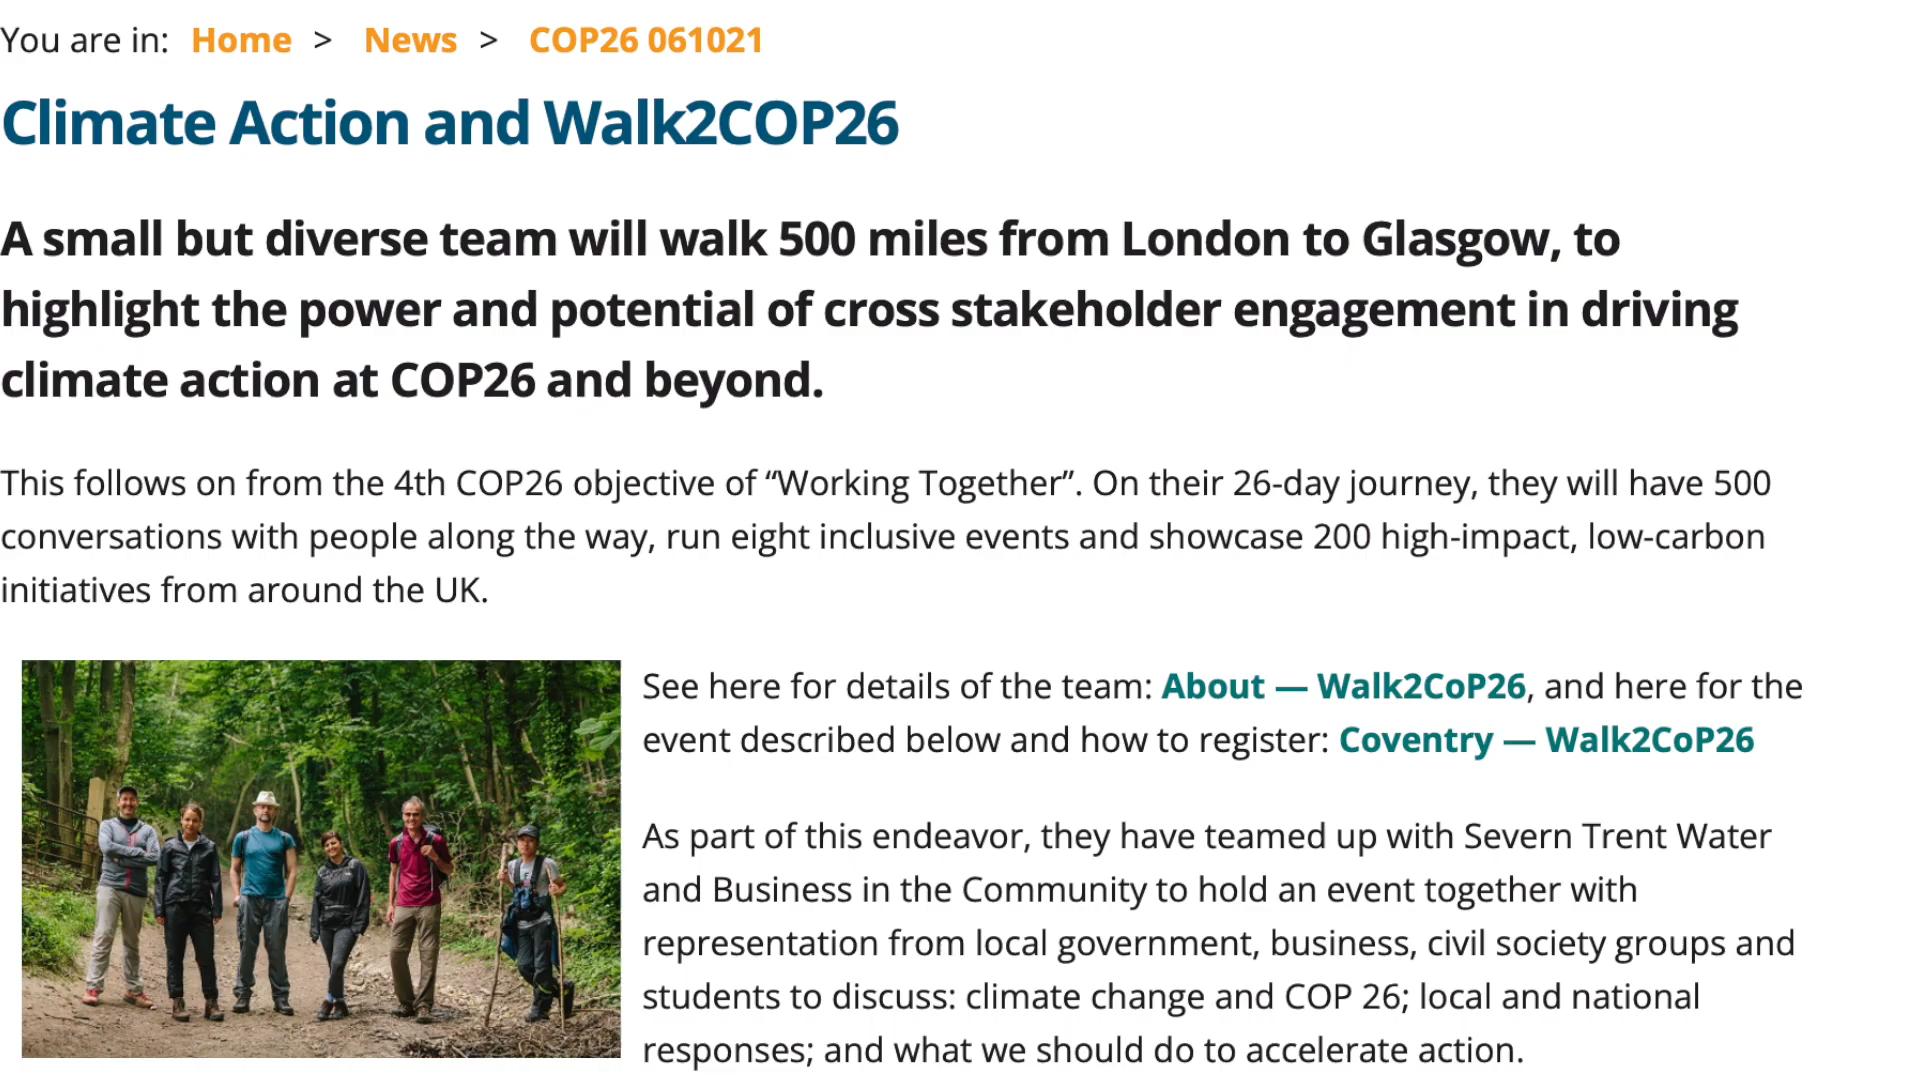 You are in: Home > News > COP26 061021
Climate Action and Walk2COP26
A small but diverse team will walk 500 miles from London to Glasgow, to
highlight the power and potential of cross stakeholder engagement in driving
climate action at COP26 and beyond.
This follows on from the 4th COP26 objective of “Working Together”. On their 26-day journey, they will have 500
conversations with people along the way, run eight inclusive events and showcase 200 high-impact, low-carbon
initiatives from around the UK.
See here for details of the team: About — Walk2CoP26, and here for the
event described below and how to register: Coventry — Walk2CoP26
As part of this endeavor, they have teamed up with Severn Trent Water
and Business in the Community to hold an event together with
representation from local government, business, civil society groups and
students to discuss: climate change and COP 26; local and national
responses; and what we should do to accelerate action.